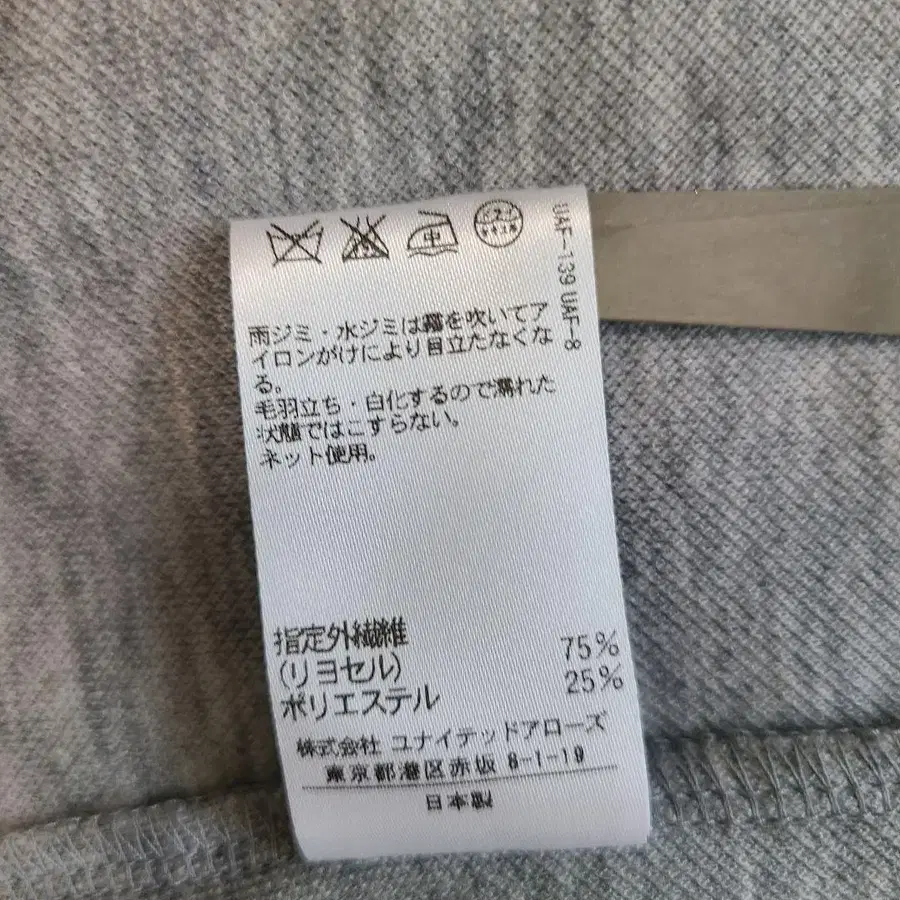 中
UAF-139 UAF-8
雨ジミ・水ジミは霧を吹いてア
イロンがけにより目立たなくな
る。
毛羽立ち・白化するので濡れた
状態ではこすらない。
ネット使用。
指定外繊維 75%
(リヨセル)
ポリエステル 25%
株式会社 ユナイテッドアローズ
東京都港区赤坂 8-1-19
日本製